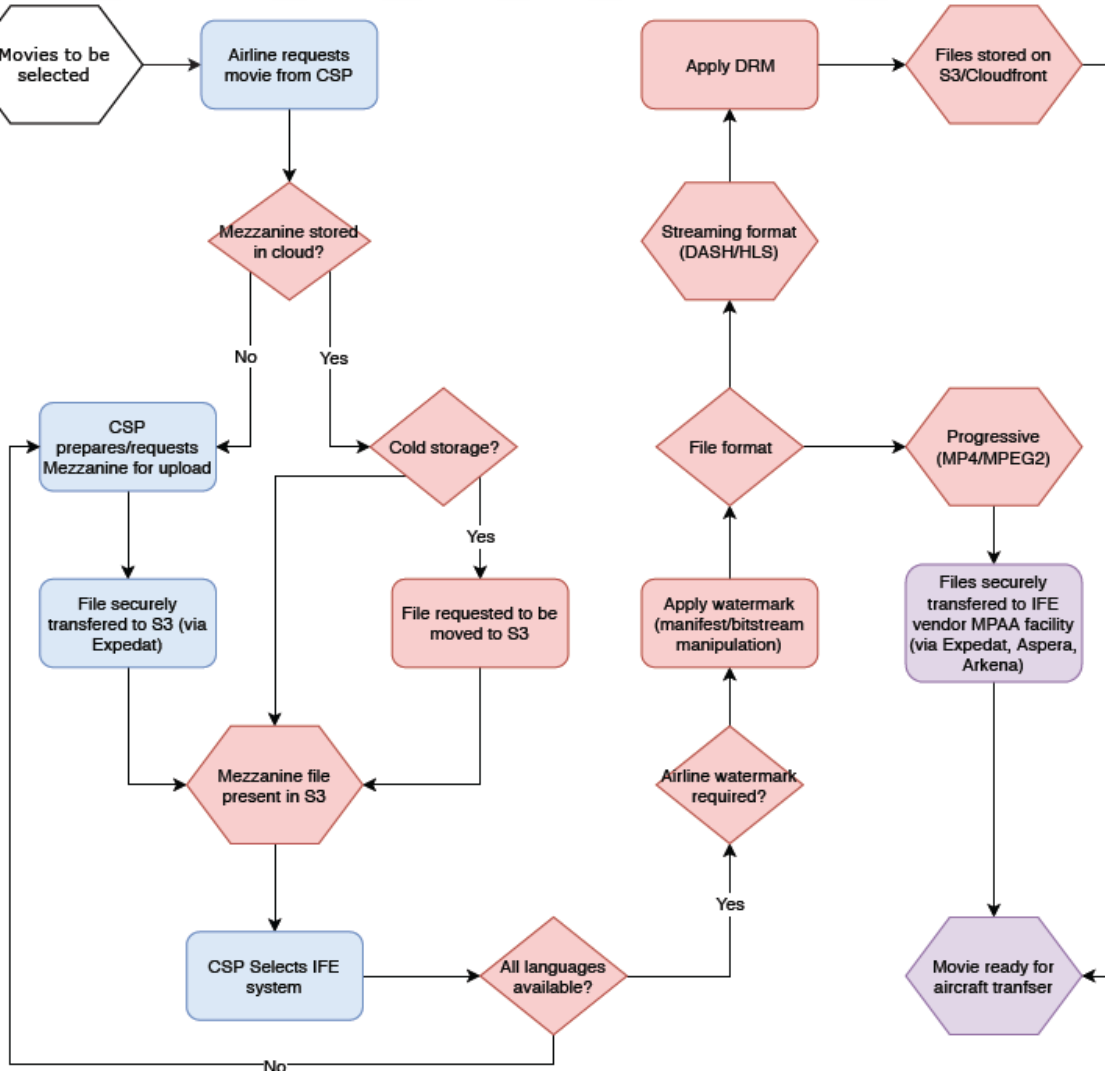 Movies to be
selected
Airline requests
movie from CSP
Mezzanine stored
in cloud?
No
Yes
CSP
prepares/requests
Mezzanine for upload
Cold storage?
Yes
File securely
transfered to S3 (via
Expedat)
File requested to be
moved to S3
Mezzanine file
present in S3
CSP Selects IFE
system
All languages
available?
No
Yes
Airline watermark
required?
Apply watermark
(manifest/bitstream
manipulation)
File format
Streaming format
(DASH/HLS)
Apply DRM
Files stored on
S3/Cloudfront
Progressive
(MP4/MPEG2)
Files securely
transfered to IFE
vendor MPAA facility
(via Expedat, Aspera,
Arkena)
Movie ready for
aircraft tranfser